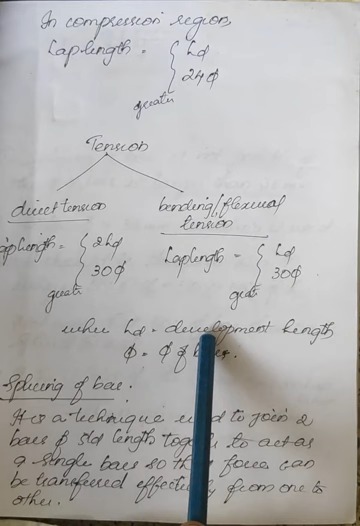 In compression region
Lap length = { Ld
24ϕ
greater
Tension
direct tension
bending/flexural
tension
Lap length = { 2Ld
30ϕ
greater
Lap length = { Ld
30ϕ
great
where Ld = development length
ϕ = ϕ of
Splicing of bar.
It is a technique used to join 2
bars of std length together to act as
a single bars so that force can
be transferred effectively from one to
other.